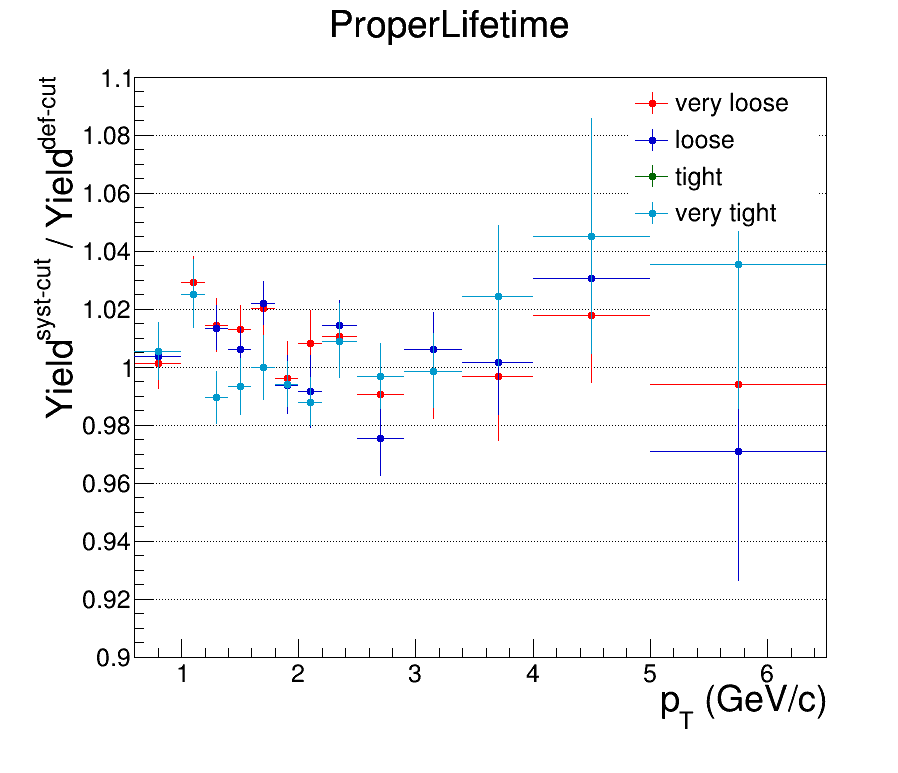 ProperLifetime
Yield^syst-cut / Yield^def-cut
1.1
1.08
1.06
1.04
1.02
1
0.98
0.96
0.94
0.92
0.9
very loose
loose
tight
very tight
1 2 3 4 5 6
p_T (GeV/c)